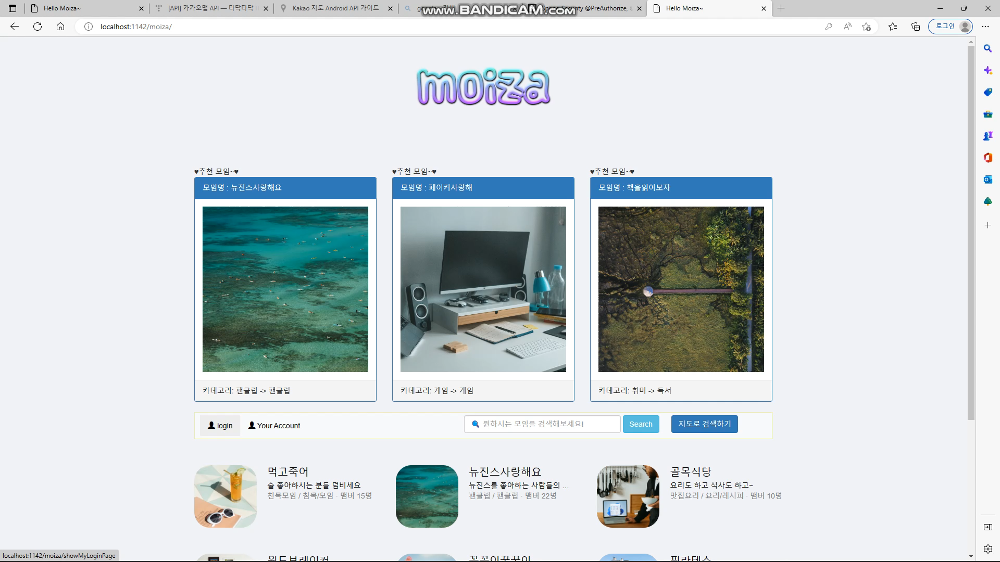 Hello Moiza~
[API] 카카오맵 API — 타닥타닥
Kakao 지도 Android API 가이드
Spring Security @PreAuthorize,
Hello Moiza~
www.BANDICAM.com
localhost:1142/moiza/
로그인
moiza
♥추천 모임~♥
♥추천 모임~♥
♥추천 모임~♥
모임명 : 뉴진스사랑해요
모임명 : 페이커사랑해
모임명 : 책을읽어보자
카테고리: 팬클럽 -> 팬클럽
카테고리: 게임 -> 게임
카테고리: 취미 -> 독서
login
Your Account
원하시는 모임을 검색해보세요!
Search
지도로 검색하기
먹고죽어
술 좋아하시는 분들 덤비세요
친목모임 / 침목/모임 · 맴버 15명
뉴진스사랑해요
뉴진스를 좋아하는 사람들의 ...
팬클럽 / 팬클럽 · 맴버 22명
골목식당
요리도 하고 식사도 하고~
맛집요리 / 요리/레시피 · 맴버 10명
localhost:1142/moiza/showMyLoginPage